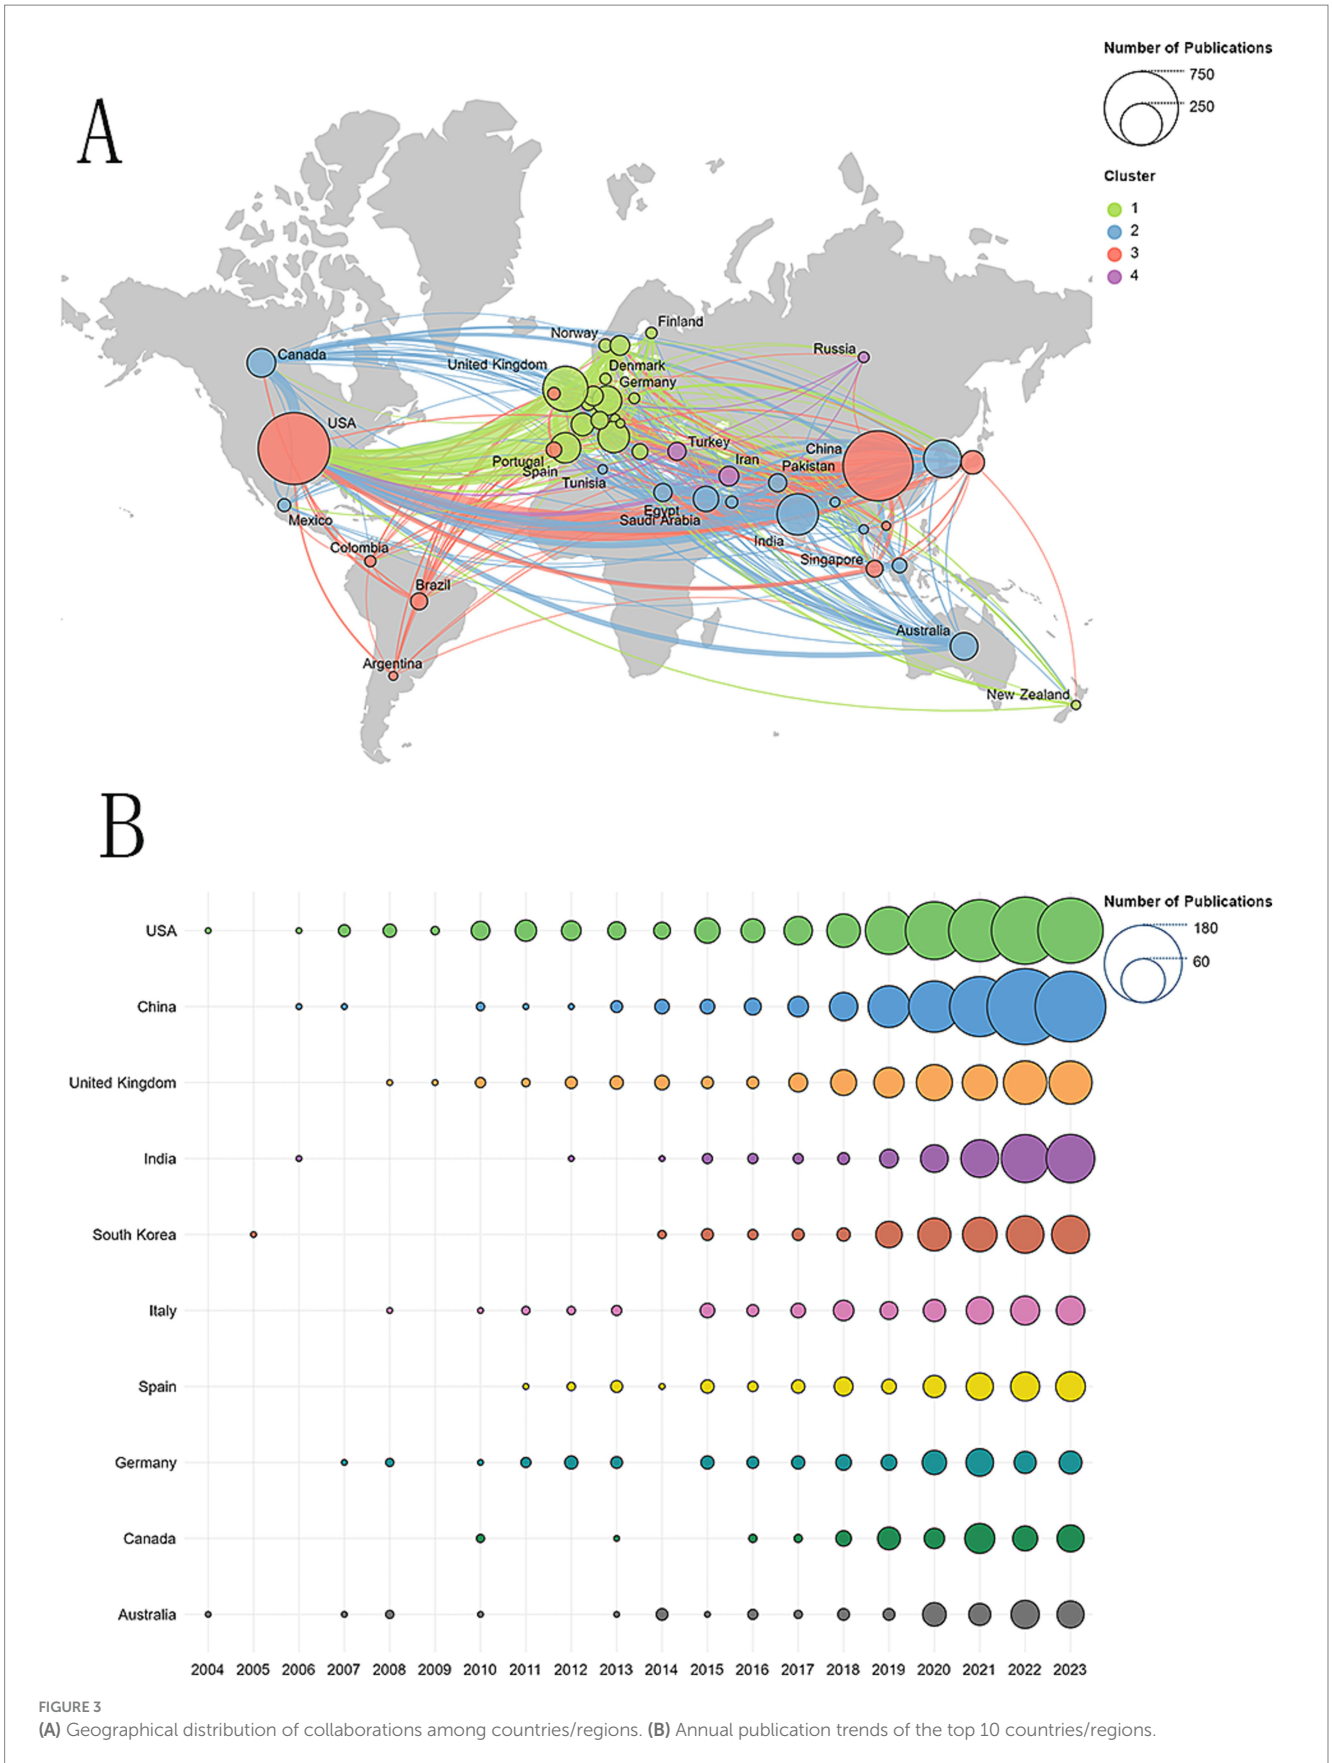 Number of Publications
750
250
A
Cluster
1
2
3
4
Finland
Norway
Russia
Canada
United Kingdom
Denmark
Germany
USA
Turkey
China
Portugal
Iran
Pakistan
Spain
Tunisia
Mexico
Egypt
Saudi Arabia
India
Colombia
Singapore
Brazil
Australia
Argentina
New Zealand
B
Number of Publications
180
60
USA
China
United Kingdom
India
South Korea
Italy
Spain
Germany
Canada
Australia
2004 2005 2006 2007 2008 2009 2010 2011 2012 2013 2014 2015 2016 2017 2018 2019 2020 2021 2022 2023
FIGURE 3
(A) Geographical distribution of collaborations among countries/regions. (B) Annual publication trends of the top 10 countries/regions.